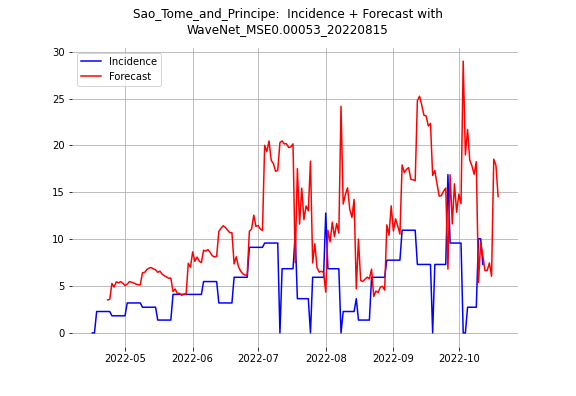 Sao_Tome_and_Principe:  Incidence + Forecast with
WaveNet_MSE0.00053_20220815
Incidence
Forecast
30
25
20
15
10
5
0
2022-05 2022-06 2022-07 2022-08 2022-09 2022-10